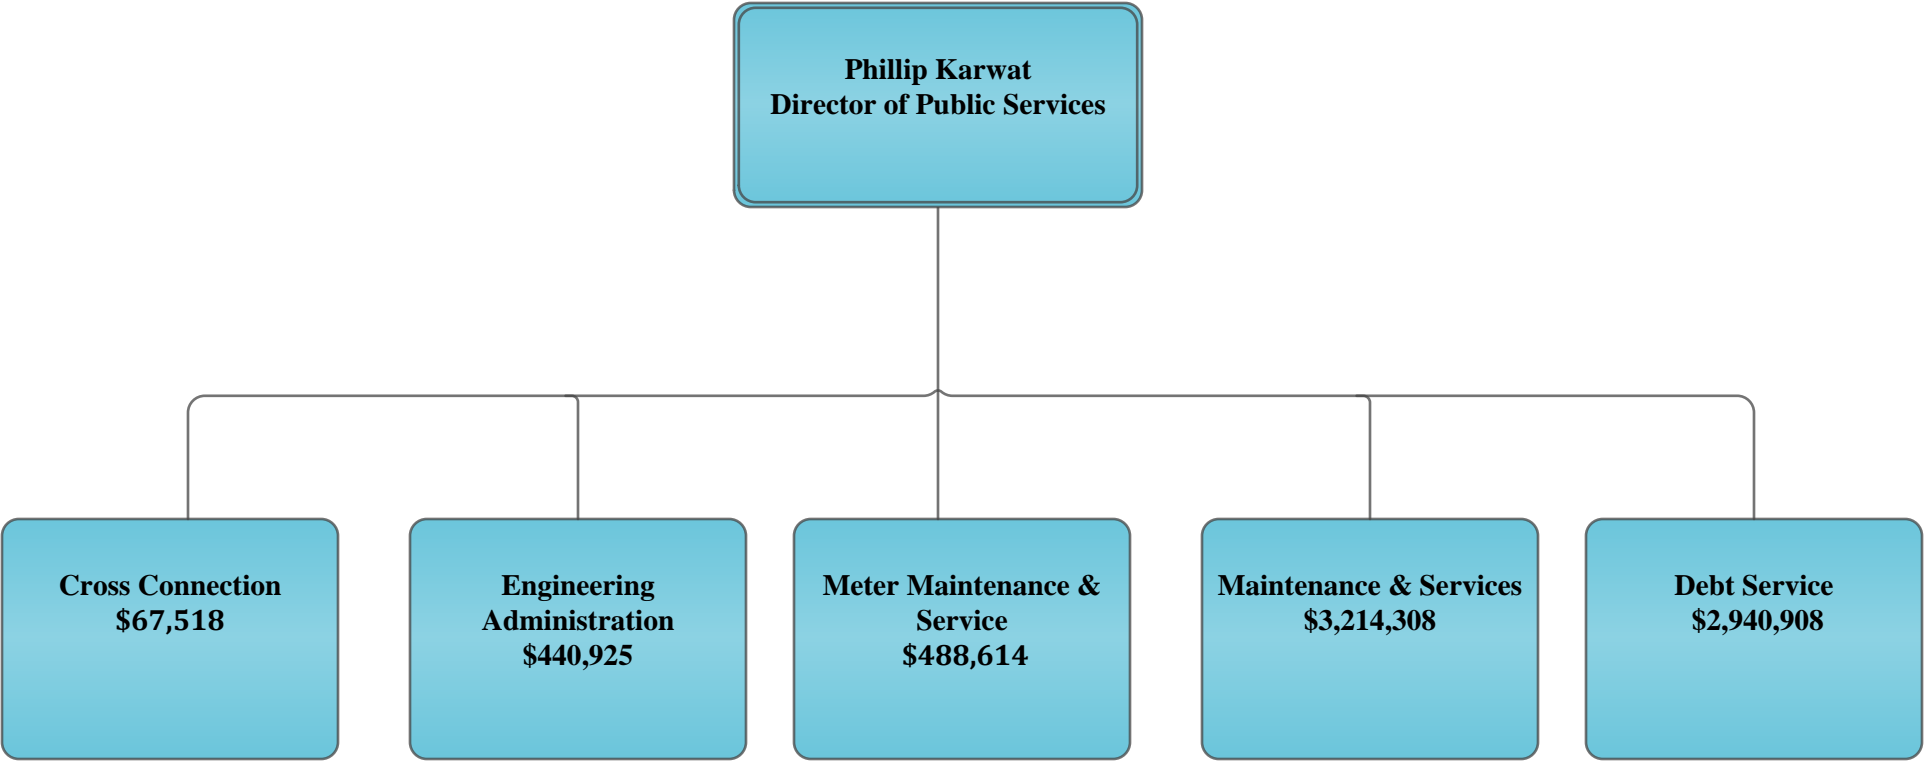 Phillip Karwat
Director of Public Services
Cross Connection
$67,518
Engineering
Administration
$440,925
Meter Maintenance &
Service
$488,614
Maintenance & Services
$3,214,308
Debt Service
$2,940,908